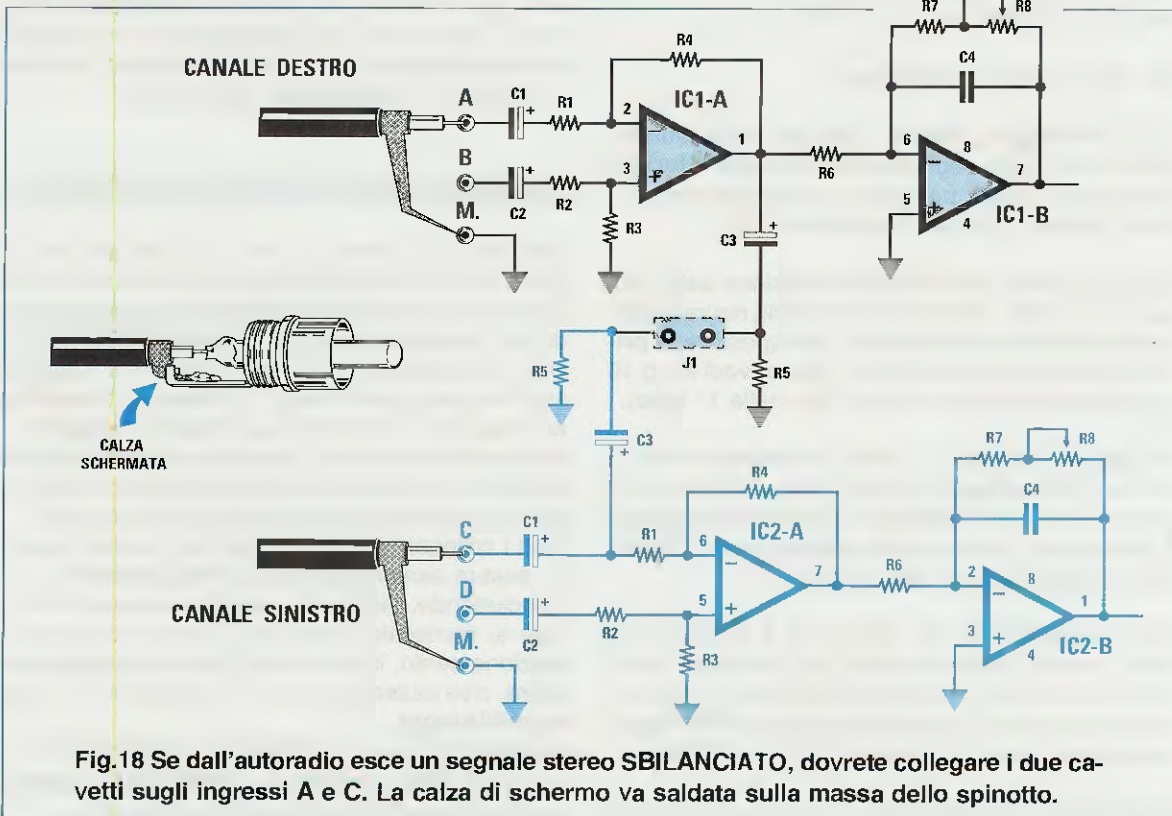 R7
R8
CANALE DESTRO
R4
C4
A
C1
R1
IC1-A
2
1
6
8
7
B
R6
3
5
4
IC1-B
C2
R2
M.
R3
C3
+
J1
R5
R5
CALZA
SCHERMATA
C3
+
R7
R8
R4
C4
C
C1
IC2-A
R1
6
7
R6
2
8
1
D
5
3
4
IC2-B
CANALE SINISTRO
R2
M.
C2
R3
Fig.18 Se dall'autoradio esce un segnale stereo SBILANCIATO, dovrete collegare i due ca-
vetti sugli ingressi A e C. La calza di schermo va saldata sulla massa dello spinotto.